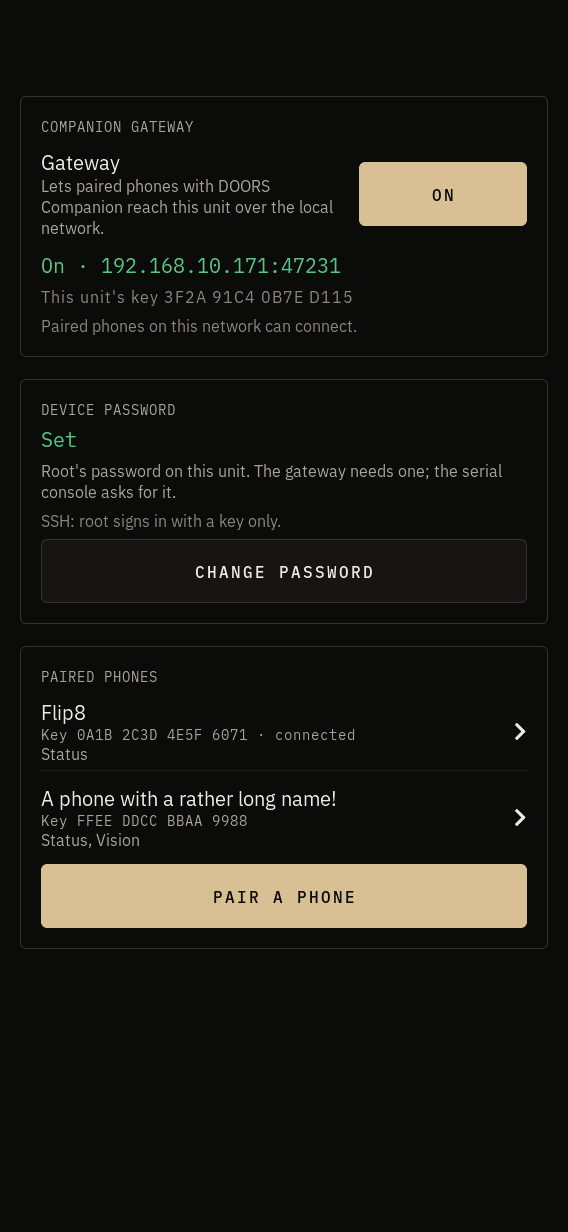 COMPANION GATEWAY
Gateway
Lets paired phones with DOORS
Companion reach this unit over the local
network.
ON
On · 192.168.10.171:47231
This unit's key 3F2A 91C4 0B7E D115
Paired phones on this network can connect.
DEVICE PASSWORD
Set
Root's password on this unit. The gateway needs one; the serial
console asks for it.
SSH: root signs in with a key only.
CHANGE PASSWORD
PAIRED PHONES
Flip8
Key 0A1B 2C3D 4E5F 6071 · connected
Status
A phone with a rather long name!
Key FFEE DDCC BBAA 9988
Status, Vision
PAIR A PHONE